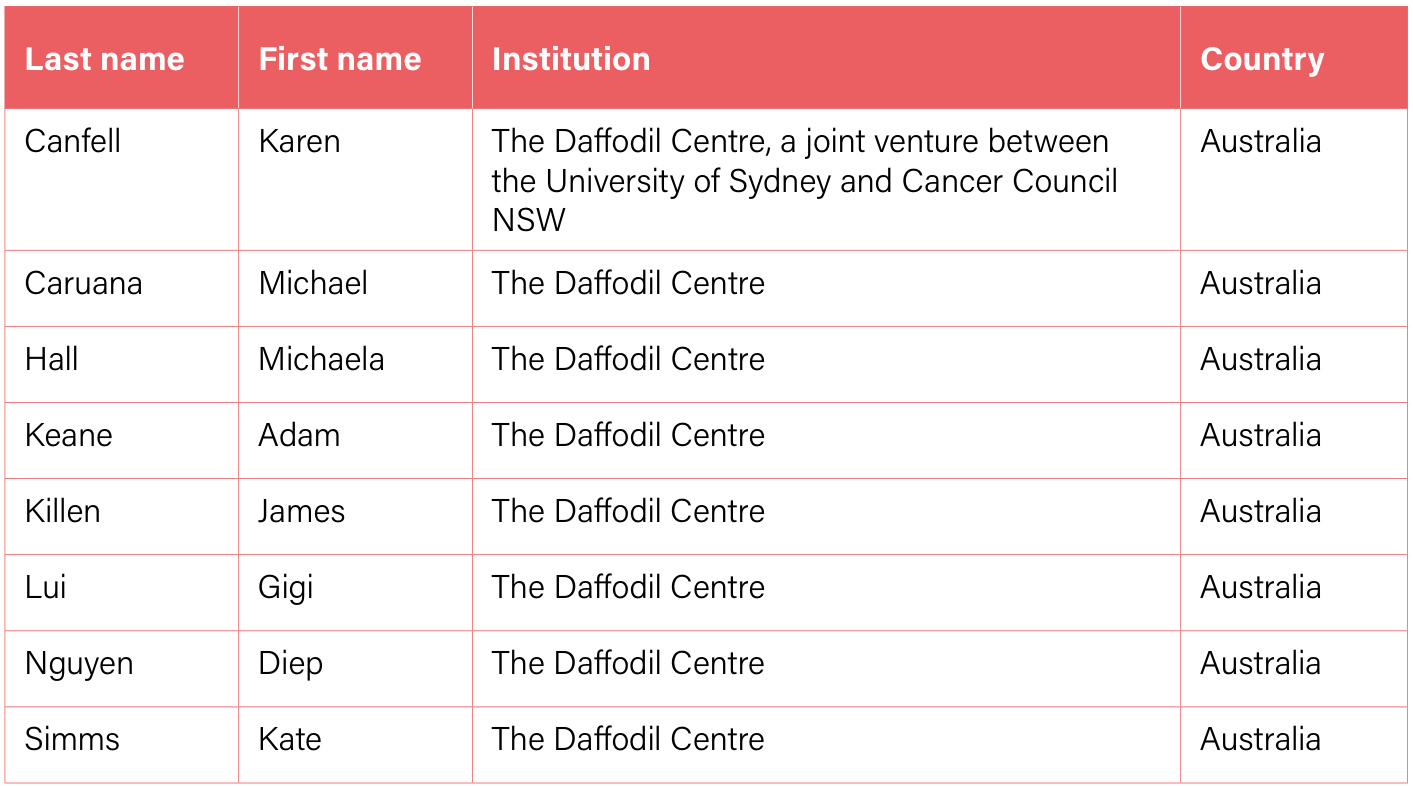 Last name First name Institution Country
Canfell Karen The Daffodil Centre, a joint venture between Australia
the University of Sydney and Cancer Council
NSW
Caruana Michael The Daffodil Centre Australia
Hall Michaela The Daffodil Centre Australia
Keane Adam The Daffodil Centre Australia
Killen James The Daffodil Centre Australia
Lui Gigi The Daffodil Centre Australia
Nguyen Diep The Daffodil Centre Australia
Simms Kate The Daffodil Centre Australia